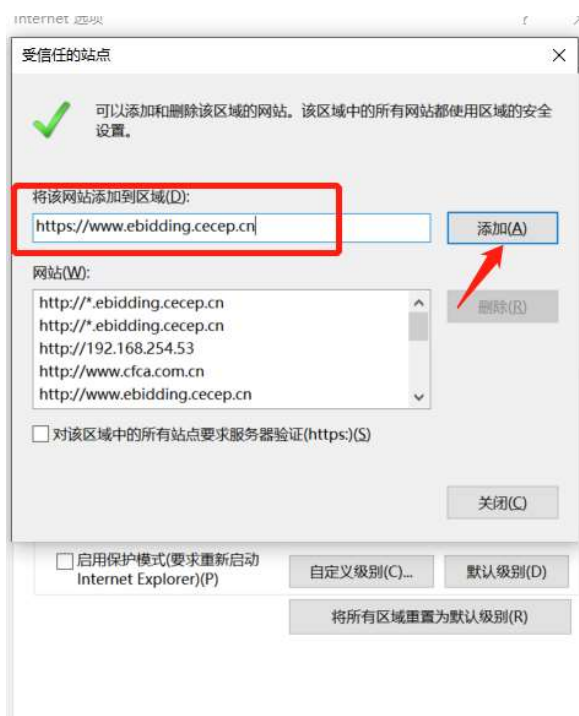 Internet 选项
受信任的站点
可以添加和删除该区域的网站。该区域中的所有网站都使用区域的安全
设置。
将该网站添加到区域(D):
https://www.ebidding.cecep.cn
添加(A)
网站(W):
http://*.ebidding.cecep.cn
http://*.ebidding.cecep.cn
http://192.168.254.53
http://www.cfca.com.cn
http://www.ebidding.cecep.cn
删除(R)
对该区域中的所有站点要求服务器验证(https:)(S)
关闭(C)
启用保护模式(要求重新启动
Internet Explorer)(P)
自定义级别(C)...
默认级别(D)
将所有区域重置为默认级别(R)